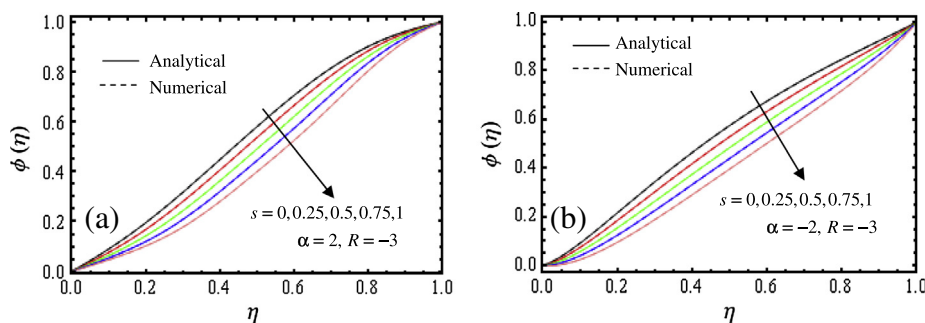 1.0
0.8
0.6
0.4
0.2
0.0
0.0 0.2 0.4 0.6 0.8 1.0
ϕ (η)
η
Analytical
Numerical
(a)
s = 0, 0.25, 0.5, 0.75, 1
α = 2, R = −3
1.0
0.8
0.6
0.4
0.2
0.0
0.0 0.2 0.4 0.6 0.8 1.0
ϕ (η)
η
Analytical
Numerical
(b)
s = 0, 0.25, 0.5, 0.75, 1
α = −2, R = −3